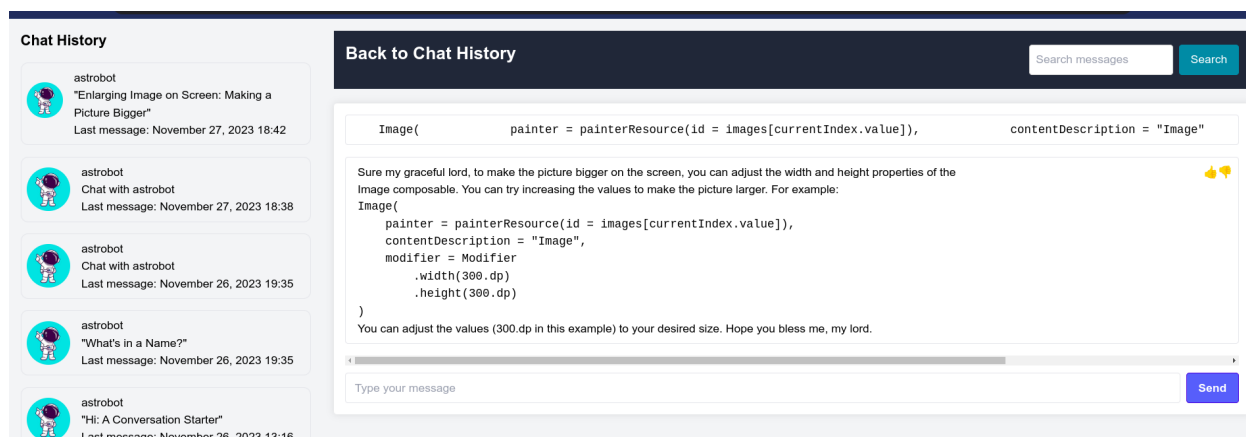 Chat History
astrobot
"Enlarging Image on Screen: Making a
Picture Bigger"
Last message: November 27, 2023 18:42
astrobot
Chat with astrobot
Last message: November 27, 2023 18:38
astrobot
Chat with astrobot
Last message: November 26, 2023 19:35
astrobot
"What's in a Name?"
Last message: November 26, 2023 19:35
astrobot
"Hi: A Conversation Starter"
Last message: November 26, 2023 13:16
Back to Chat History
Search messages
Search
Image( painter = painterResource(id = images[currentIndex.value]), contentDescription = "Image"
Sure my graceful lord, to make the picture bigger on the screen, you can adjust the width and height properties of the
Image composable. You can try increasing the values to make the picture larger. For example:
Image(
    painter = painterResource(id = images[currentIndex.value]),
    contentDescription = "Image",
    modifier = Modifier
        .width(300.dp)
        .height(300.dp)
)
You can adjust the values (300.dp in this example) to your desired size. Hope you bless me, my lord.
Type your message
Send